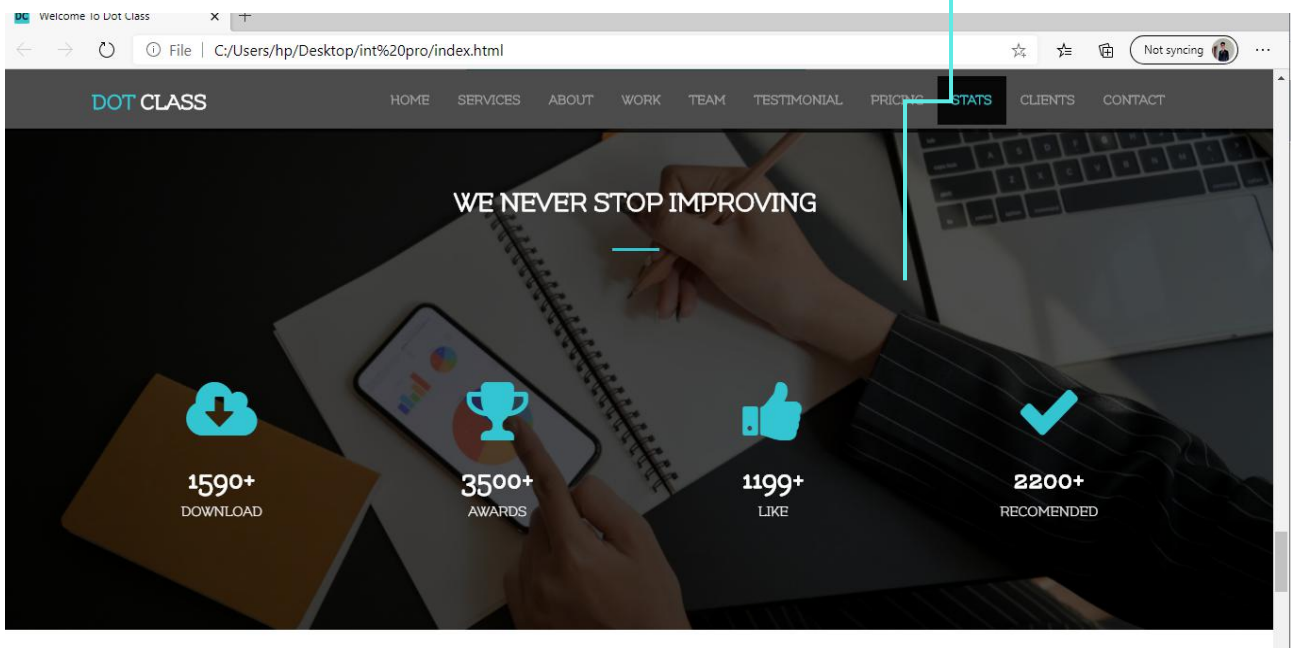 DC Welcome To Dot Class
File C:/Users/hp/Desktop/int%20pro/index.html Not syncing
DOT CLASS HOME SERVICES ABOUT WORK TEAM TESTIMONIAL PRICING STATS CLIENTS CONTACT
WE NEVER STOP IMPROVING
1590+ 3500+ 1199+ 2200+
DOWNLOAD AWARDS LIKE RECOMENDED